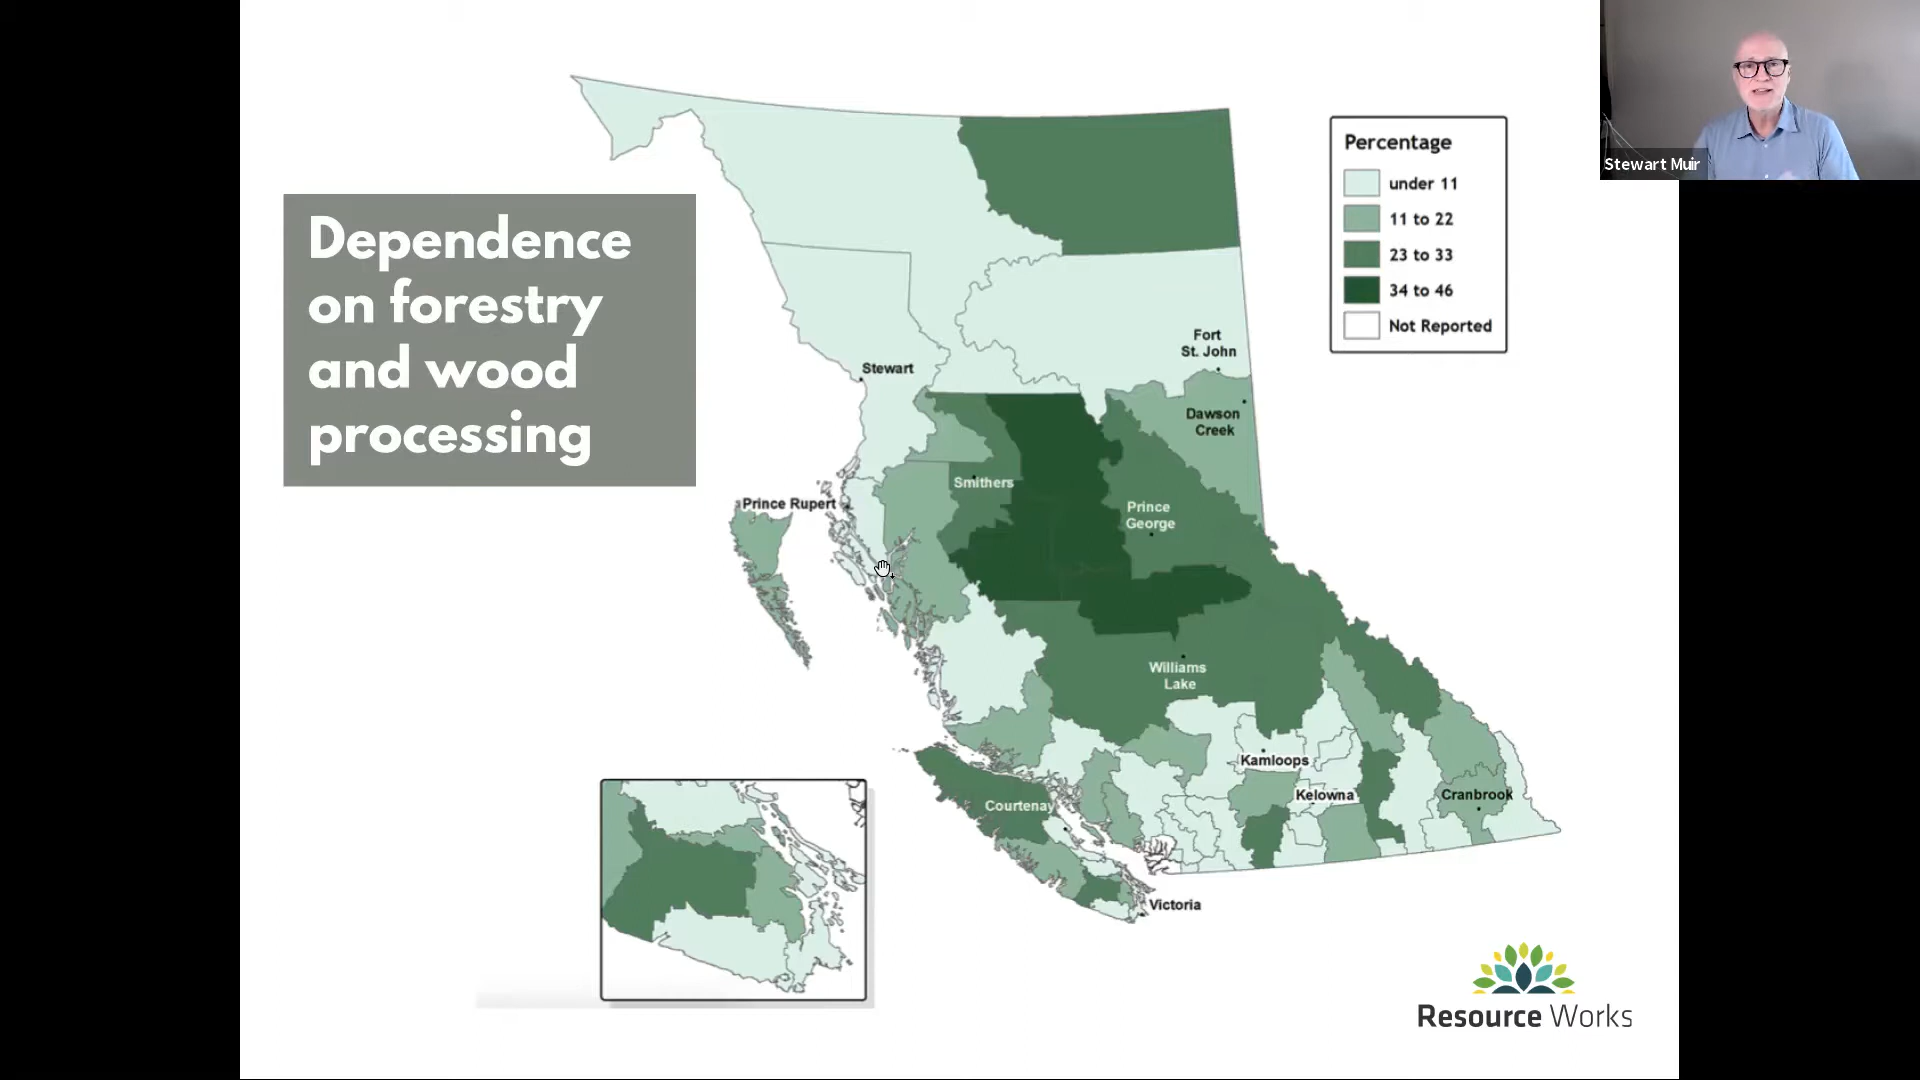 Stewart Muir
Dependence
on forestry
and wood
processing
Percentage
under 11
11 to 22
23 to 33
34 to 46
Not Reported
Fort
St. John
Stewart
Dawson
Creek
Smithers
Prince Rupert
Prince
George
Williams
Lake
Kamloops
Kelowna
Cranbrook
Courtenay
Victoria
Resource Works